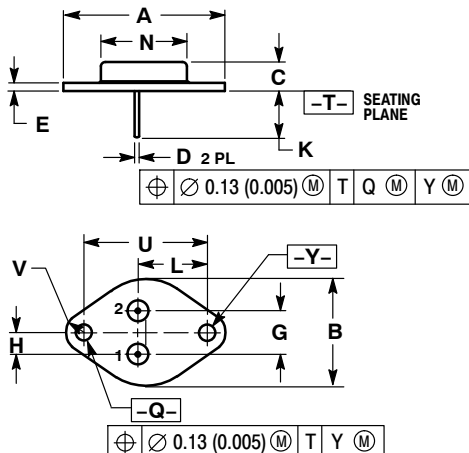 A
N
C
E
–T– SEATING PLANE
K
D 2 PL
⌖ ∅ 0.13 (0.005) Ⓜ T Q Ⓜ Y Ⓜ
U
V
L
–Y–
2
G
B
H
1
–Q–
⌖ ∅ 0.13 (0.005) Ⓜ T Y Ⓜ